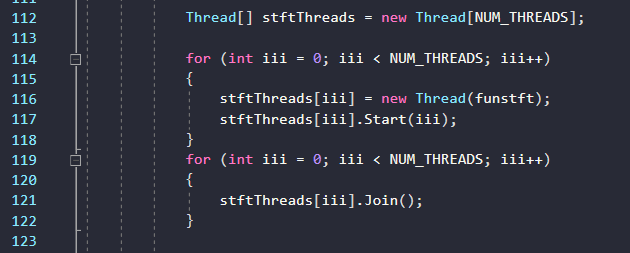 112 Thread[] stftThreads = new Thread[NUM_THREADS];
113
114 for (int iii = 0; iii < NUM_THREADS; iii++)
115 {
116 stftThreads[iii] = new Thread(funstft);
117 stftThreads[iii].Start(iii);
118 }
119 for (int iii = 0; iii < NUM_THREADS; iii++)
120 {
121 stftThreads[iii].Join();
122 }
123